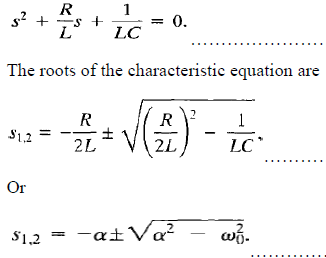 s² + R/L s + 1/LC = 0. ....................
The roots of the characteristic equation are
s₁,₂ = −R/2L ± √((R/2L)² − 1/LC), ............
Or
s₁,₂ = −α ± √(α² − ω₀²). ............